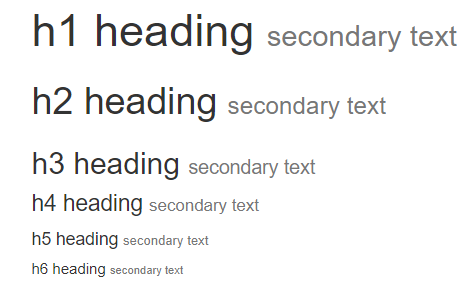 h1 heading secondary text
h2 heading secondary text
h3 heading secondary text
h4 heading secondary text
h5 heading secondary text
h6 heading secondary text